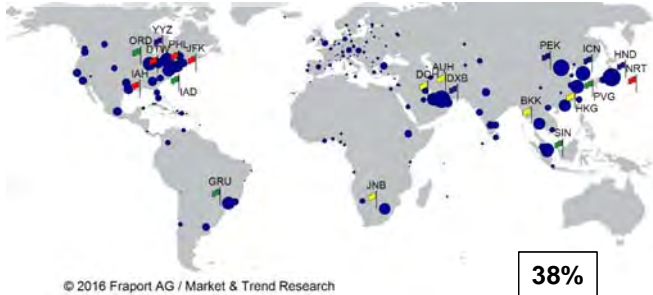 YYZ
ORD
DTW
PHL
JFK
IAH
IAD
GRU
JNB
DOH
AUH
DXB
PEK
ICN
HND
NRT
PVG
HKG
BKK
SIN
38%
© 2016 Fraport AG / Market & Trend Research